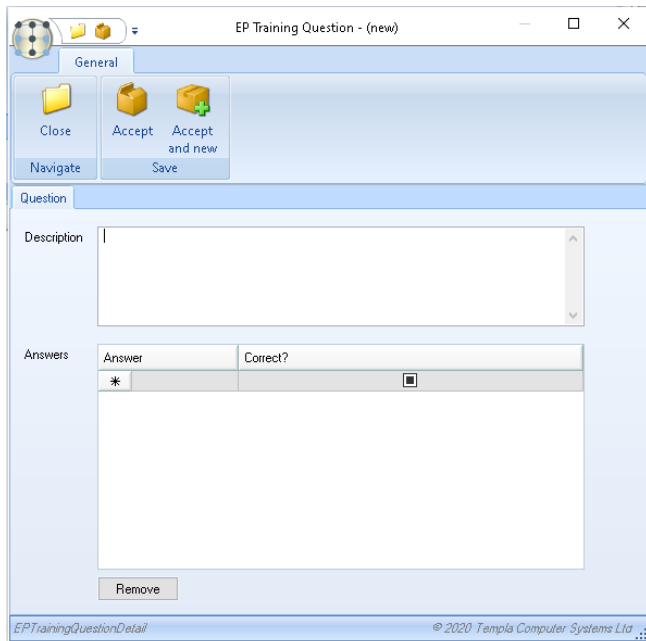 EP Training Question - (new)
General
Close
Accept
Accept and new
Navigate
Save
Question
Description
Answers
Answer
Correct?
Remove
EPTrainingQuestionDetail
© 2020 Templa Computer Systems Ltd